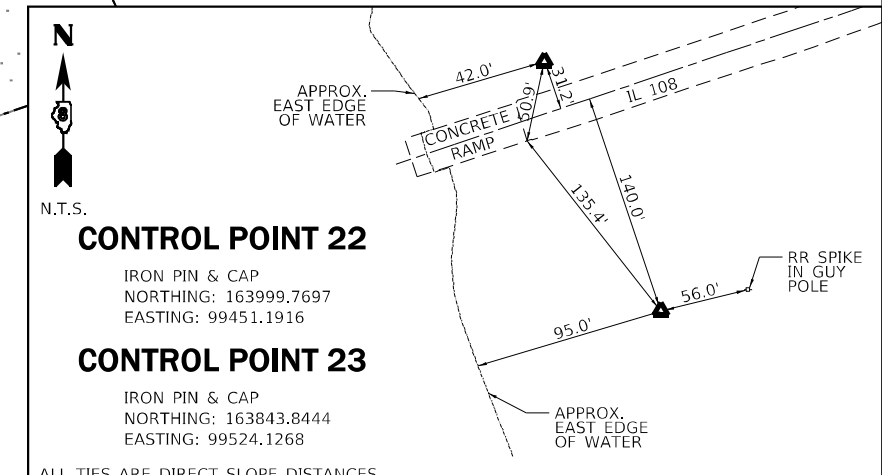 N
8
N.T.S.
CONTROL POINT 22
IRON PIN & CAP
NORTHING: 163999.7697
EASTING: 99451.1916
CONTROL POINT 23
IRON PIN & CAP
NORTHING: 163843.8444
EASTING: 99524.1268
ALL TIES ARE DIRECT SLOPE DISTANCES
APPROX.
EAST EDGE
OF WATER
42.0'
31.2'
50.9'
IL 108
CONCRETE
RAMP
135.4'
140.0'
RR SPIKE
IN GUY
POLE
56.0'
95.0'
APPROX.
EAST EDGE
OF WATER